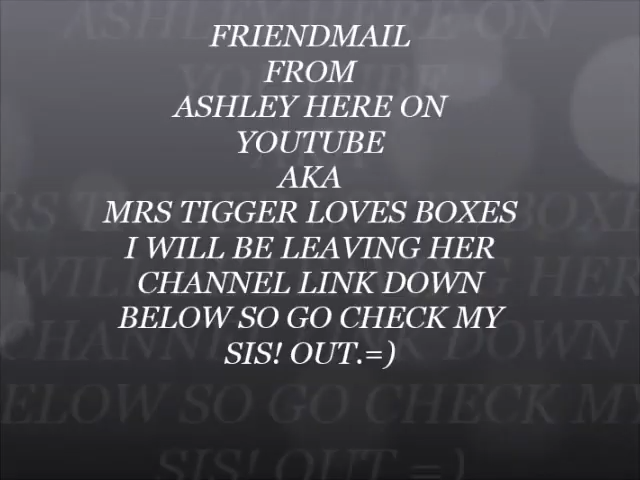 FRIENDMAIL
FROM
ASHLEY HERE ON
YOUTUBE
AKA
MRS TIGGER LOVES BOXES
I WILL BE LEAVING HER
CHANNEL LINK DOWN
BELOW SO GO CHECK MY
SIS! OUT.=)